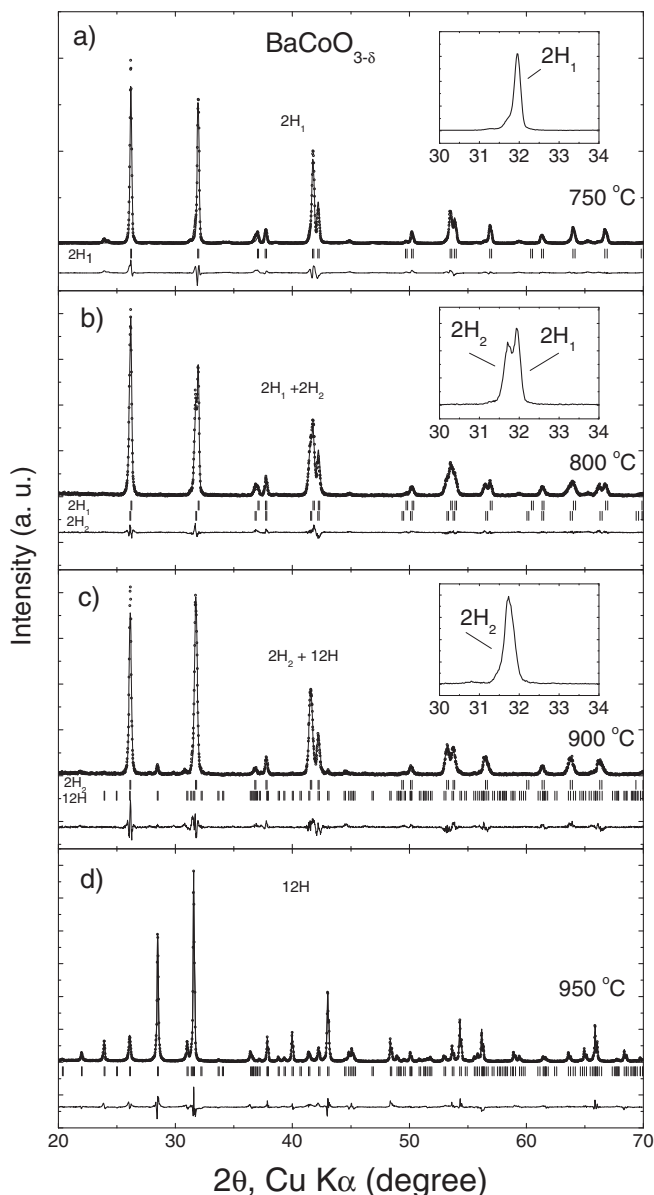 a)
BaCoO3-δ
2H1
2H1
30 31 32 33 34
750 °C
2H1
b)
2H2
2H1
2H1 +2H2
30 31 32 33 34
800 °C
2H1
2H2
Intensity (a. u.)
c)
2H2
2H2 + 12H
30 31 32 33 34
900 °C
2H2
12H
d)
12H
950 °C
20 30 40 50 60 70
2θ, Cu Kα (degree)